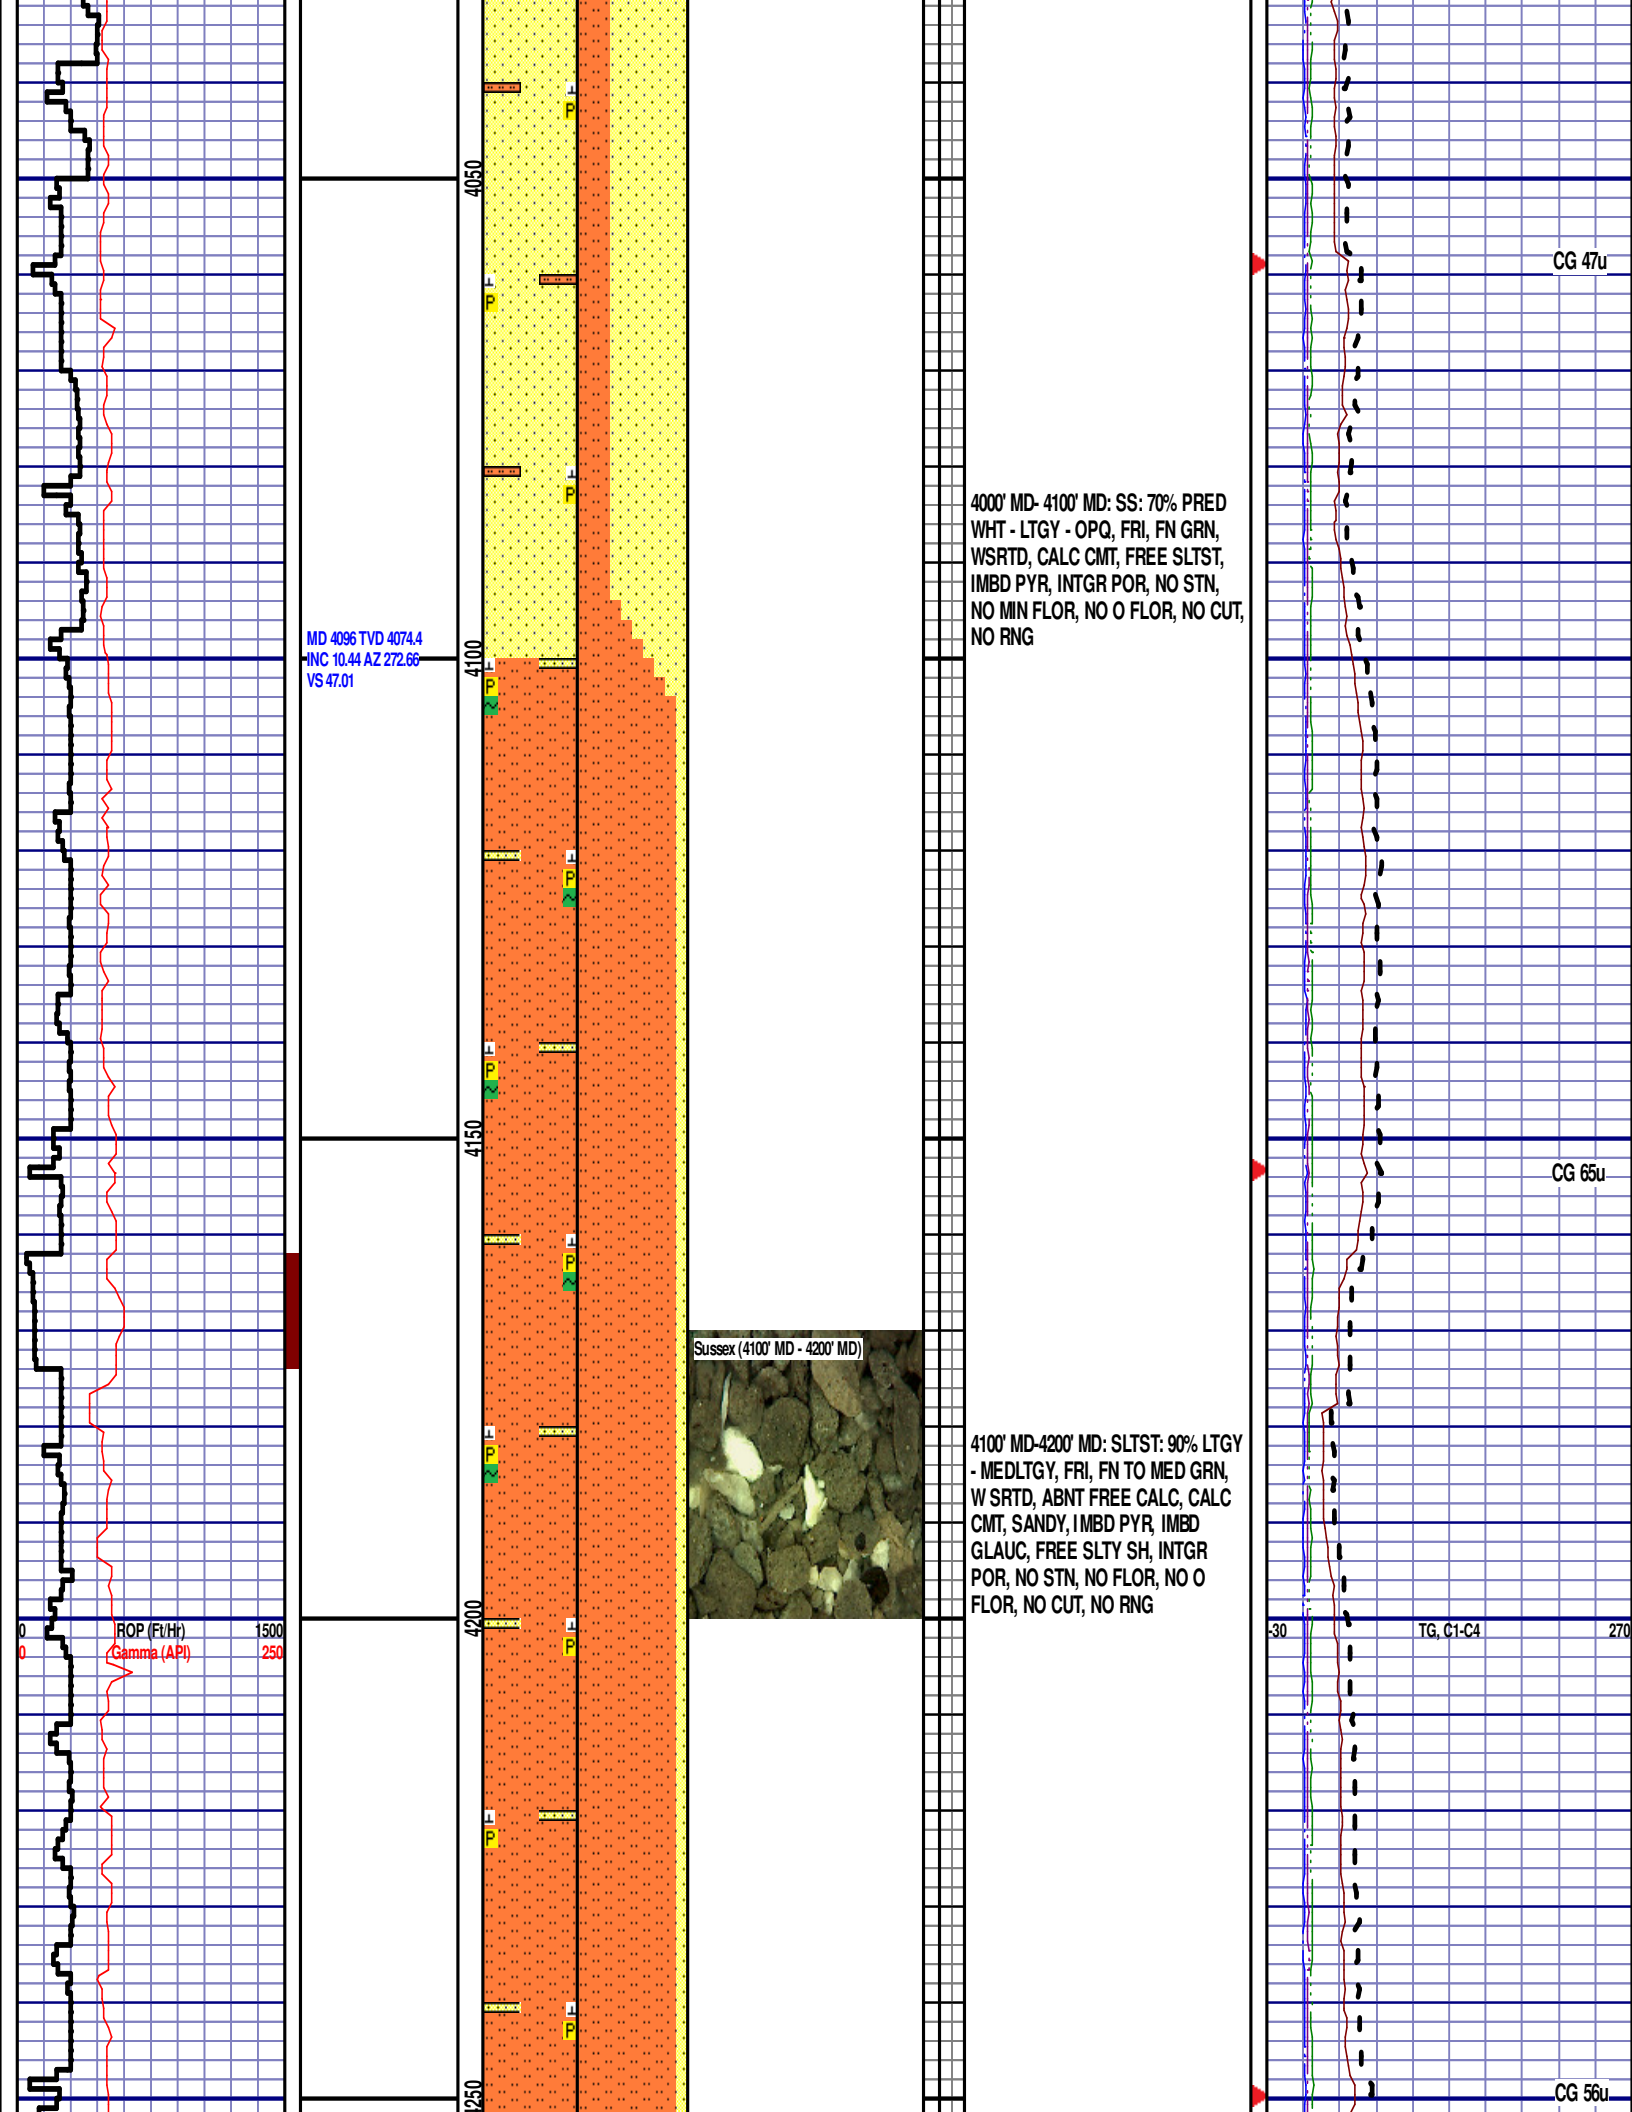 4050
CG 47u
4000' MD- 4100' MD: SS: 70% PRED
WHT - LTGY - OPQ, FRI, FN GRN,
WSRTD, CALC CMT, FREE SLTST,
IMBD PYR, INTGR POR, NO STN,
NO MIN FLOR, NO O FLOR, NO CUT,
NO RNG
MD 4096 TVD 4074.4
INC 10.44 AZ 272.66
VS 47.01
4100
P
P
P
P
P
P
P
P
P
P
P
4150
CG 65u
Sussex (4100' MD - 4200' MD)
4100' MD-4200' MD: SLTST: 90% LTGY
- MEDLTGY, FRI, FN TO MED GRN,
W SRTD, ABNT FREE CALC, CALC
CMT, SANDY, IMBD PYR, IMBD
GLAUC, FREE SLTY SH, INTGR
POR, NO STN, NO FLOR, NO O
FLOR, NO CUT, NO RNG
4200
0 ROP (Ft/Hr) 1500
0 Gamma (API) 250
-30 TG, C1-C4 270
4250
CG 56u